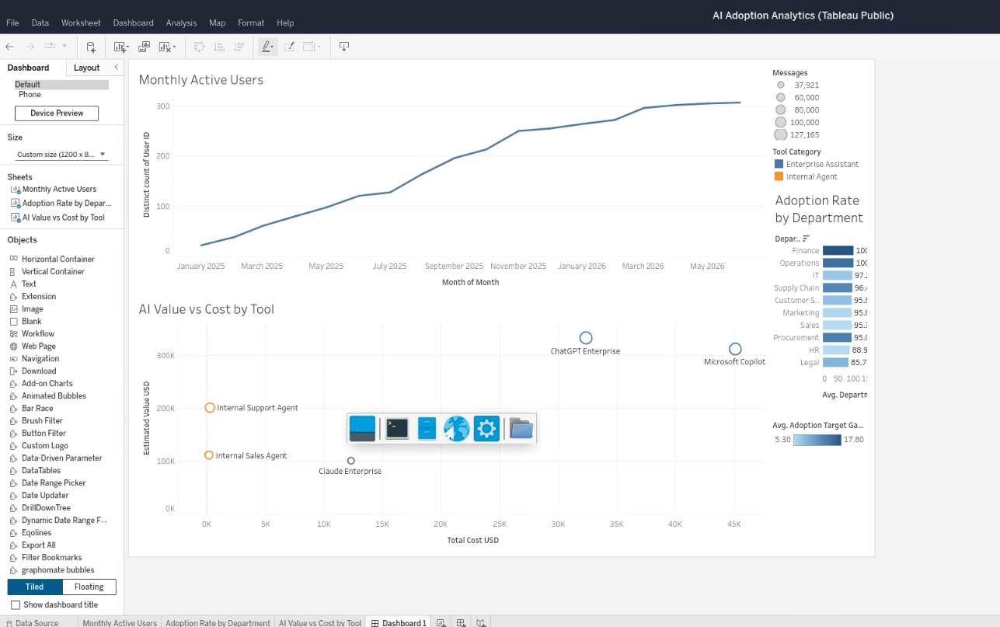 AI Adoption Analytics (Tableau Public)
File Data Worksheet Dashboard Analysis Map Format Help
Dashboard Layout
Default
Phone
Device Preview
Size
Custom size (1200 x 8...
Sheets
Monthly Active Users
Adoption Rate by Depar...
AI Value vs Cost by Tool
Objects
Horizontal Container
Vertical Container
Text
Extension
Image
Blank
Workflow
Web Page
Navigation
Download
Add-on Charts
Animated Bubbles
Bar Race
Brush Filter
Button Filter
Custom Logo
Data-Driven Parameter
DataTables
Date Range Picker
Date Updater
DrillDownTree
Dynamic Date Range F...
Eqolines
Export All
Filter Bookmarks
graphomate bubbles
Tiled Floating
Show dashboard title
Monthly Active Users
Distinct count of User ID
300
200
100
0
January 2025 March 2025 May 2025 July 2025 September 2025 November 2025 January 2026 March 2026 May 2026
Month of Month
AI Value vs Cost by Tool
Estimated Value USD
300K
200K
100K
0K
ChatGPT Enterprise
Microsoft Copilot
Internal Support Agent
Internal Sales Agent
Claude Enterprise
0K 5K 10K 15K 20K 25K 30K 35K 40K 45K
Total Cost USD
Messages
37,921
60,000
80,000
100,000
127,165
Tool Category
Enterprise Assistant
Internal Agent
Adoption Rate
by Department
Depar..
Finance 100
Operations 100
IT 97.
Supply Chain 96.
Customer S.. 95.8
Marketing 95.8
Sales 95.3
Procurement 95.0
HR 88.9
Legal 85.7
0 50 100
Avg. Departm
Avg. Adoption Target Ga...
5.30 17.80
Data Source Monthly Active Users Adoption Rate by Department AI Value vs Cost by Tool Dashboard 1